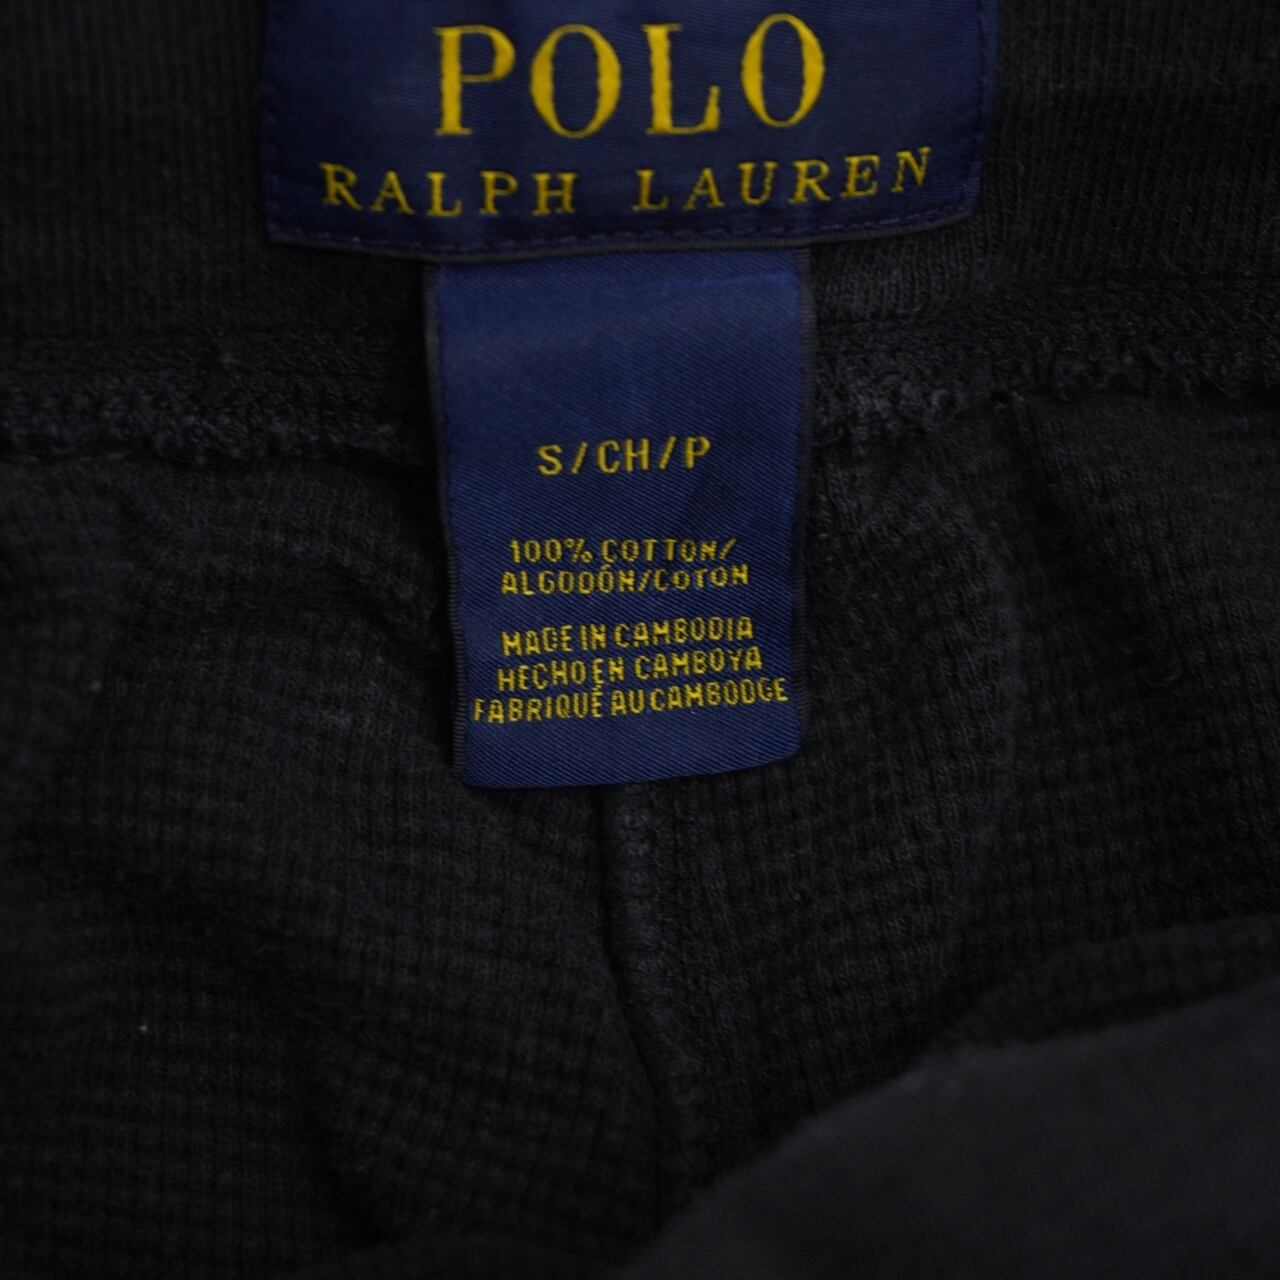 POLO
RALPH LAUREN
S/CH/P
100% COTTON/
ALGODÓN/COTON
MADE IN CAMBODIA
HECHO EN CAMBOYA
FABRIQUÉ AU CAMBODGE